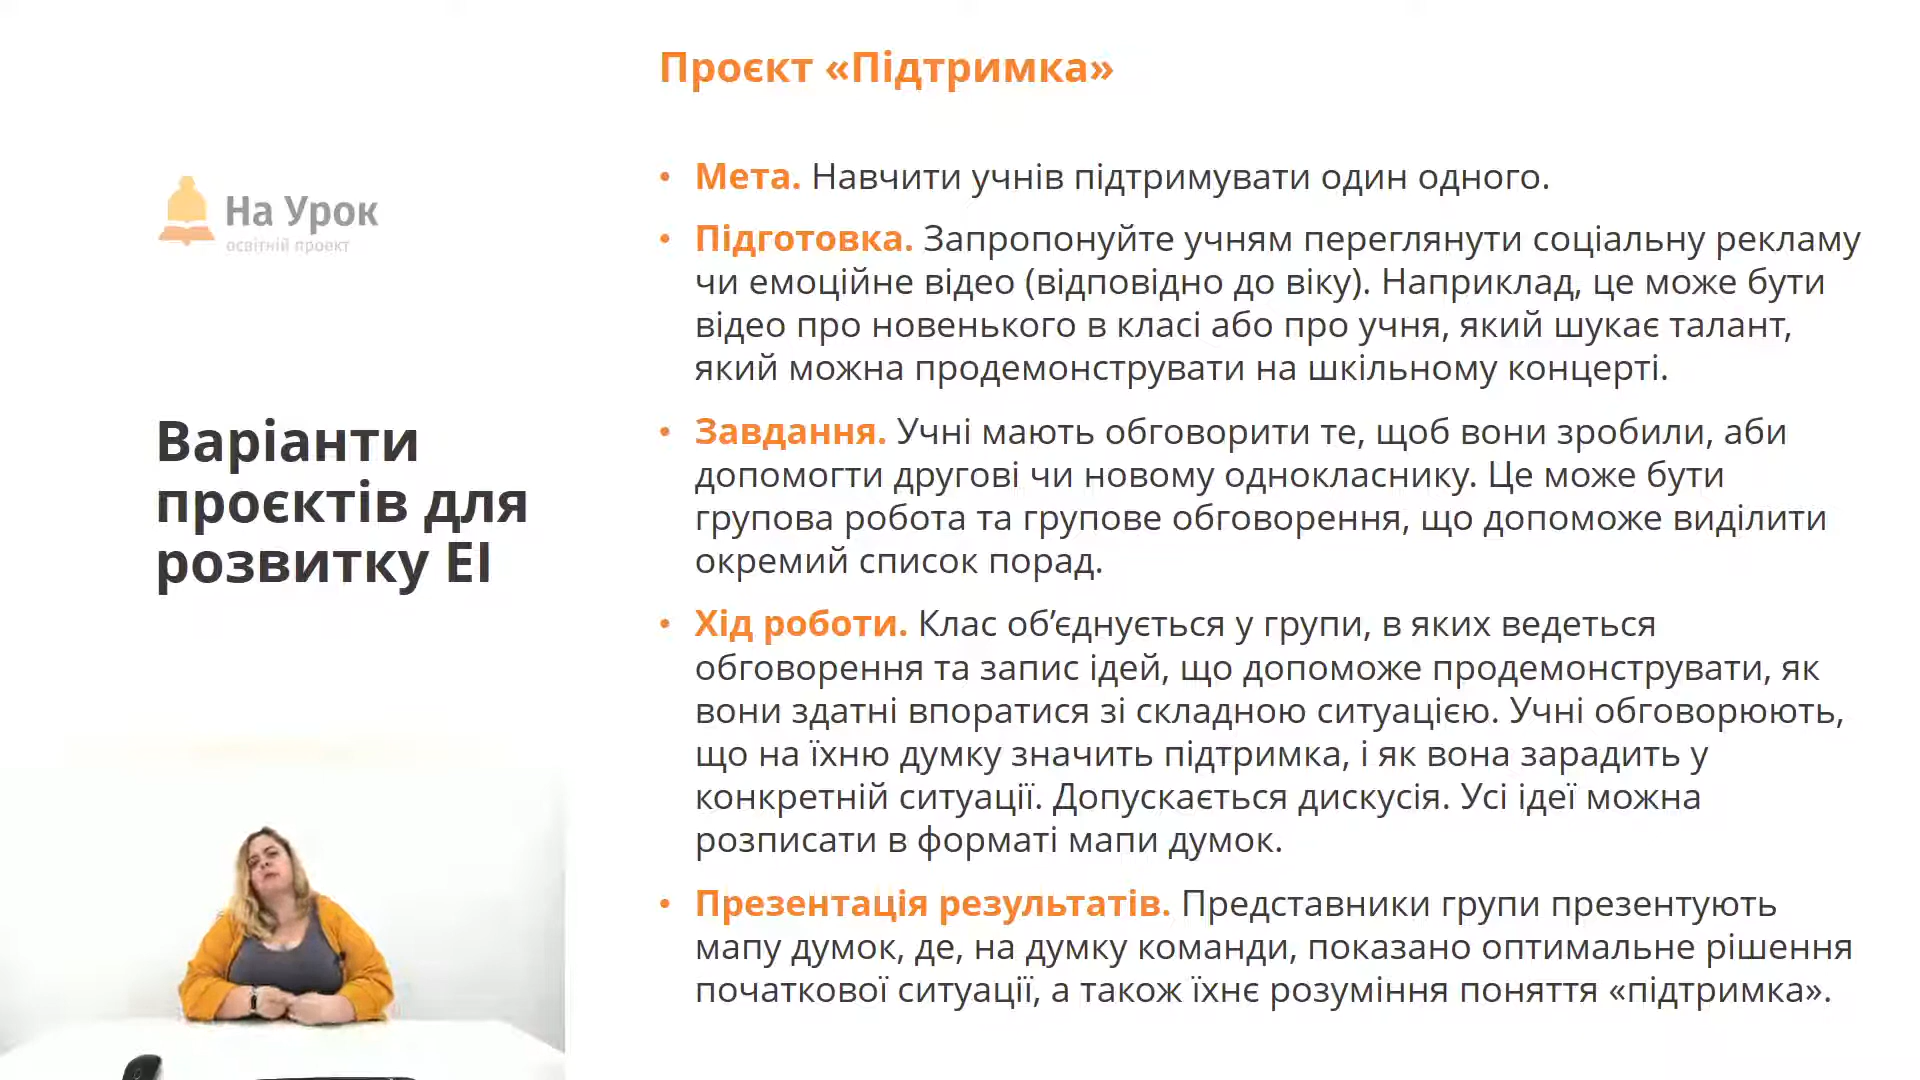 Проєкт «Підтримка»
На Урок
освітній проект
Варіанти
проєктів для
розвитку ЕІ
• Мета. Навчити учнів підтримувати один одного.
• Підготовка. Запропонуйте учням переглянути соціальну рекламу
чи емоційне відео (відповідно до віку). Наприклад, це може бути
відео про новенького в класі або про учня, який шукає талант,
який можна продемонструвати на шкільному концерті.
• Завдання. Учні мають обговорити те, щоб вони зробили, аби
допомогти другові чи новому однокласнику. Це може бути
групова робота та групове обговорення, що допоможе виділити
окремий список порад.
• Хід роботи. Клас об’єднується у групи, в яких ведеться
обговорення та запис ідей, що допоможе продемонструвати, як
вони здатні впоратися зі складною ситуацією. Учні обговорюють,
що на їхню думку значить підтримка, і як вона зарадить у
конкретній ситуації. Допускається дискусія. Усі ідеї можна
розписати в форматі мапи думок.
• Презентація результатів. Представники групи презентують
мапу думок, де, на думку команди, показано оптимальне рішення
початкової ситуації, а також їхнє розуміння поняття «підтримка».